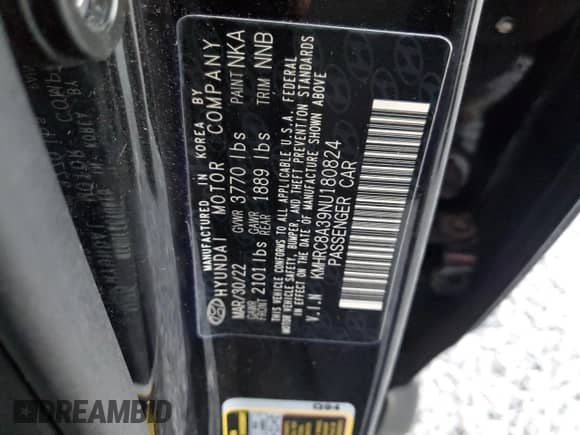 MANUFACTURED IN KOREA BY
HYUNDAI MOTOR COMPANY
MAR/30/22 GVWR 3770 lbs PAINT NKA
GAWR FRONT 2101lbs GAWR REAR 1889 lbs TRIM NNB
THIS VEHICLE CONFORMS TO ALL APPLICABLE U.S.A. FEDERAL
MOTOR VEHICLE SAFETY, BUMPER, AND THEFT PREVENTION STANDARDS
IN EFFECT ON THE DATE OF MANUFACTURE SHOWN ABOVE
V.I.N KMHRC8A39NU180824
PASSENGER CAR
G94
DREAMBID